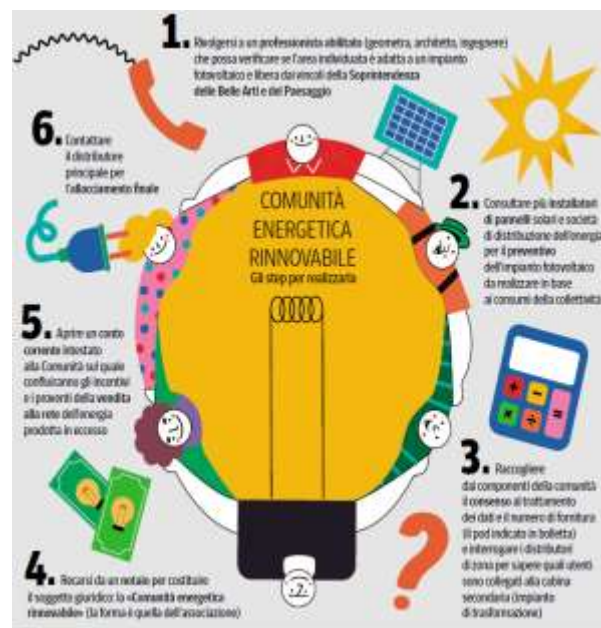 COMUNITÀ
ENERGETICA
RINNOVABILE
Gli step per realizzarla
1. Rivolgersi a un professionista abilitato (geometra, architetto, ingegnere)
che possa verificare se l'area individuata è adatta a un impianto
fotovoltaico e libera dai vincoli della Soprintendenza
delle Belle Arti e del Paesaggio
2. Consultare più installatori
di pannelli solari e società
di distribuzione dell'energia
per il preventivo
dell'impianto fotovoltaico
da realizzare in base
ai consumi della collettività
3. Raccogliere
dai componenti della comunità
il consenso al trattamento
dei dati e il numero di fornitura
(il pod indicato in bolletta)
e interrogare i distributori
di zona per sapere quali utenti
sono collegati alla cabina
secondaria (impianto
di trasformazione)
4. Recarsi da un notaio per costituire
il soggetto giuridico: la «Comunità energetica
rinnovabile» (la forma è quella dell'associazione)
5. Aprire un conto
corrente intestato
alla Comunità sul quale
confluiranno gli incentivi
e i proventi della vendita
alla rete dell'energia
prodotta in eccesso
6. Contattare
il distributore
principale per
l'allacciamento finale